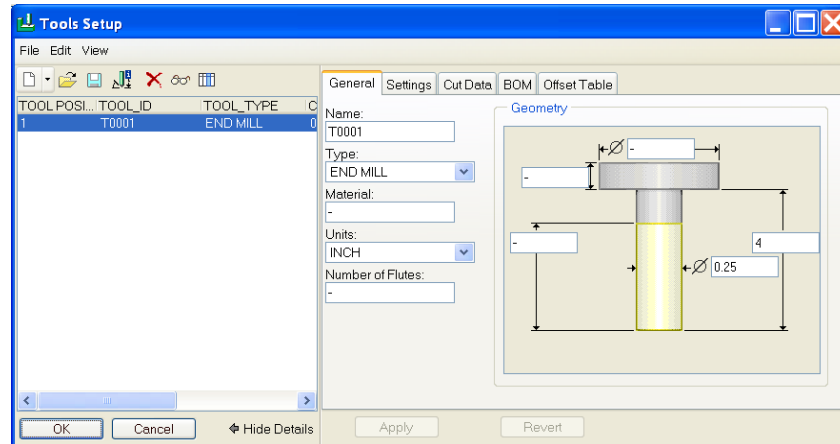 Tools Setup
File Edit View
General Settings Cut Data BOM Offset Table
TOOL POSI... TOOL_ID TOOL_TYPE C
1 T0001 END MILL 0
Name:
T0001
Type:
END MILL
Material:
-
Units:
INCH
Number of Flutes:
-
Geometry
Ø -
-
- 4
Ø 0.25
OK Cancel Hide Details Apply Revert